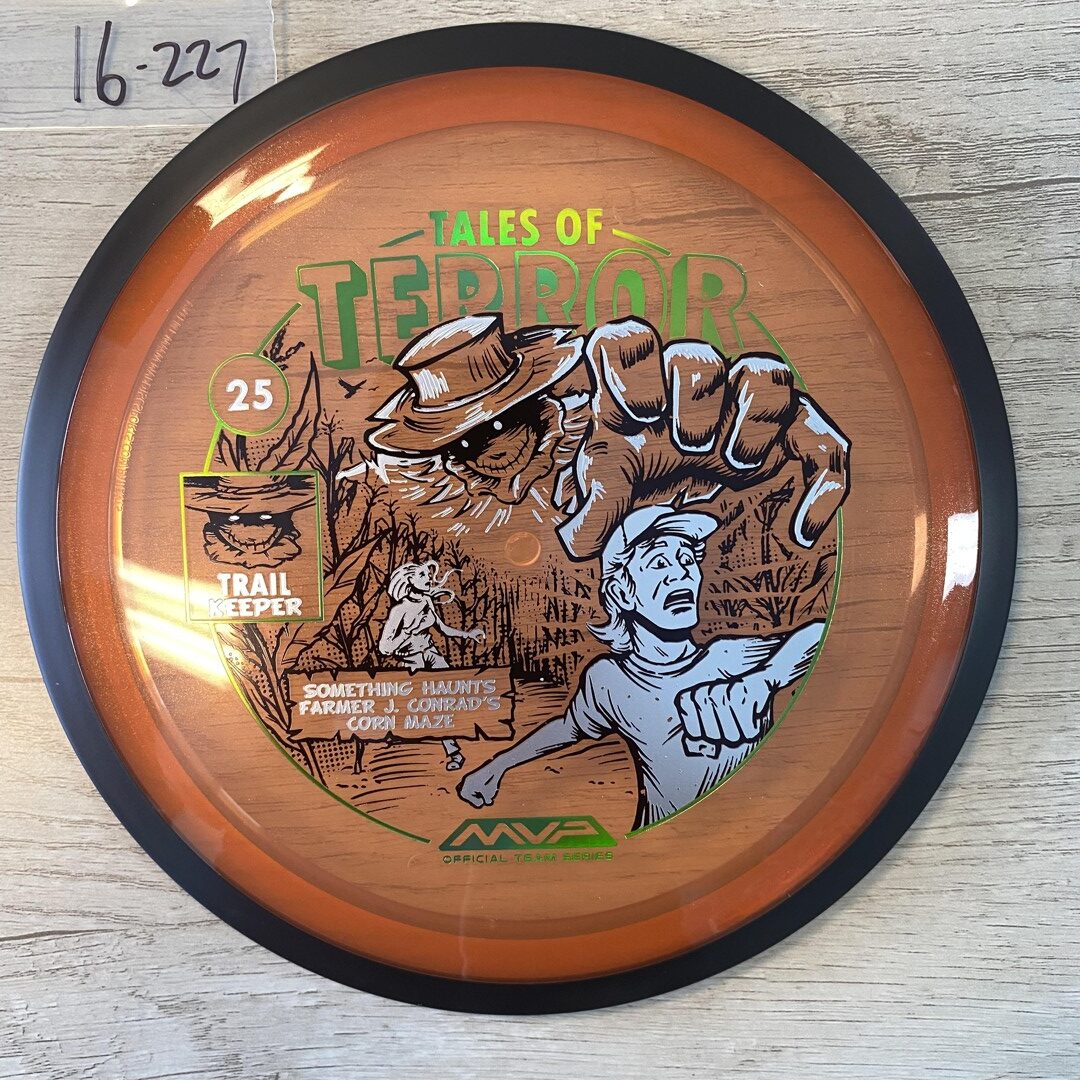 16-227
TALES OF
TERROR
25
TRAIL
KEEPER
SOMETHING HAUNTS
FARMER J. CONRAD'S
CORN MAZE
MVP
OFFICIAL TEAM SERIES